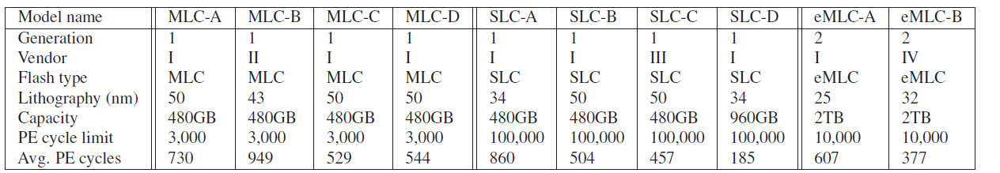 Model name MLC-A MLC-B MLC-C MLC-D SLC-A SLC-B SLC-C SLC-D eMLC-A eMLC-B
Generation 1 1 1 1 1 1 1 1 2 2
Vendor I II I I I I III I I IV
Flash type MLC MLC MLC MLC SLC SLC SLC SLC eMLC eMLC
Lithography (nm) 50 43 50 50 34 50 50 34 25 32
Capacity 480GB 480GB 480GB 480GB 480GB 480GB 480GB 960GB 2TB 2TB
PE cycle limit 3,000 3,000 3,000 3,000 100,000 100,000 100,000 100,000 10,000 10,000
Avg. PE cycles 730 949 529 544 860 504 457 185 607 377